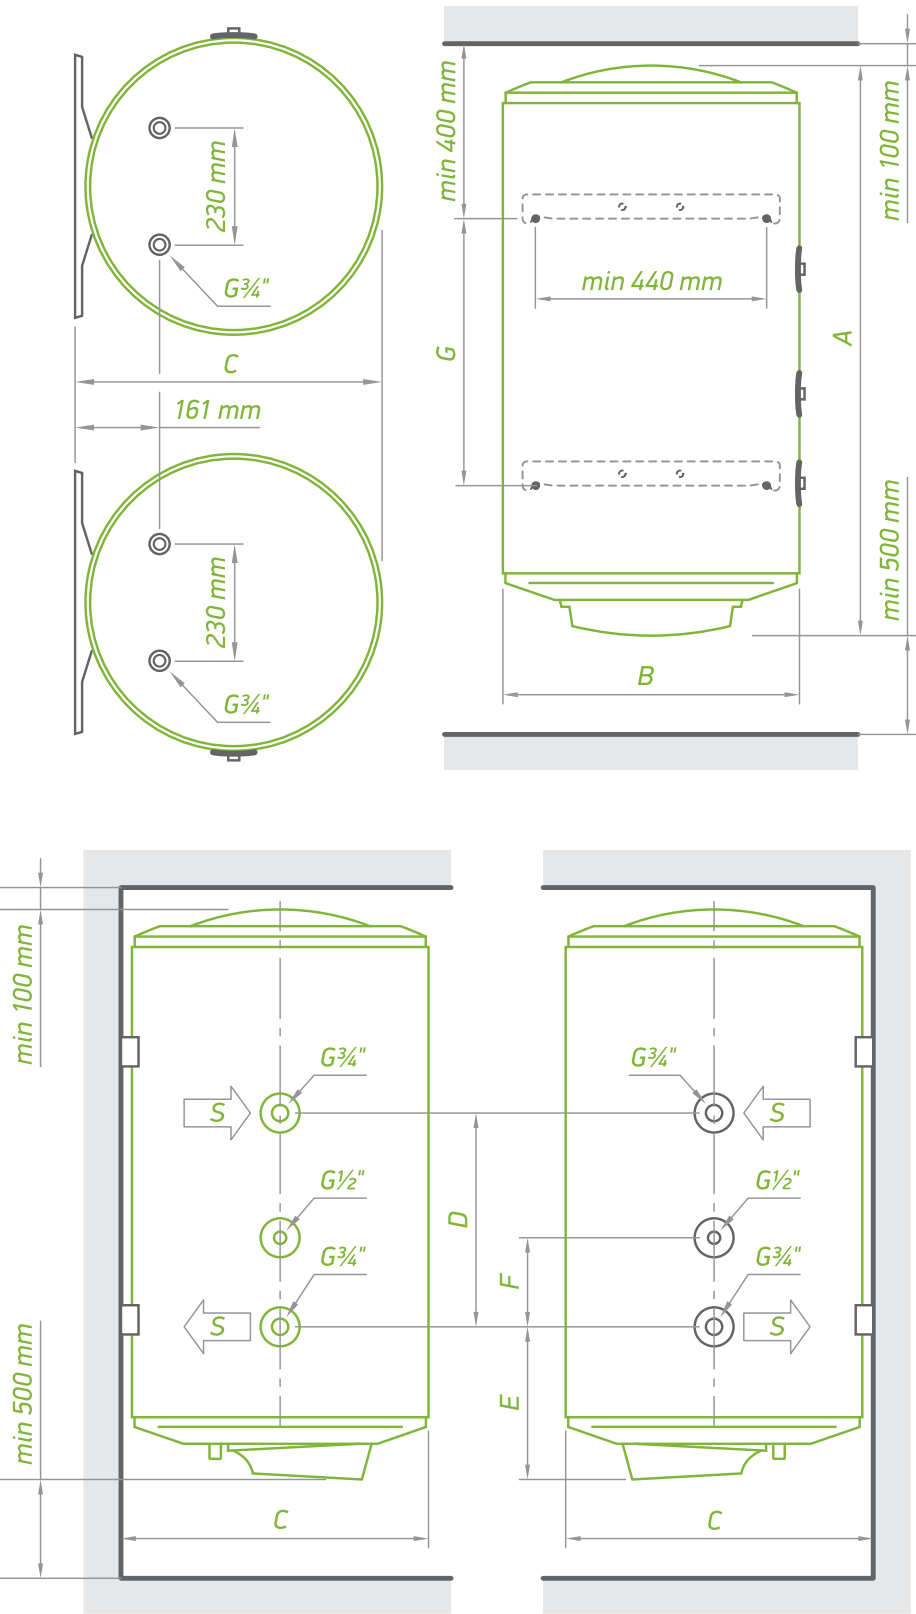 min 400 mm
min 100 mm
230 mm
G¾"
min 440 mm
A
G
C
161 mm
min 500 mm
230 mm
B
G¾"
min 100 mm
G¾"
G¾"
S
S
G½"
G½"
D
G¾"
G¾"
F
S
S
min 500 mm
E
C
C